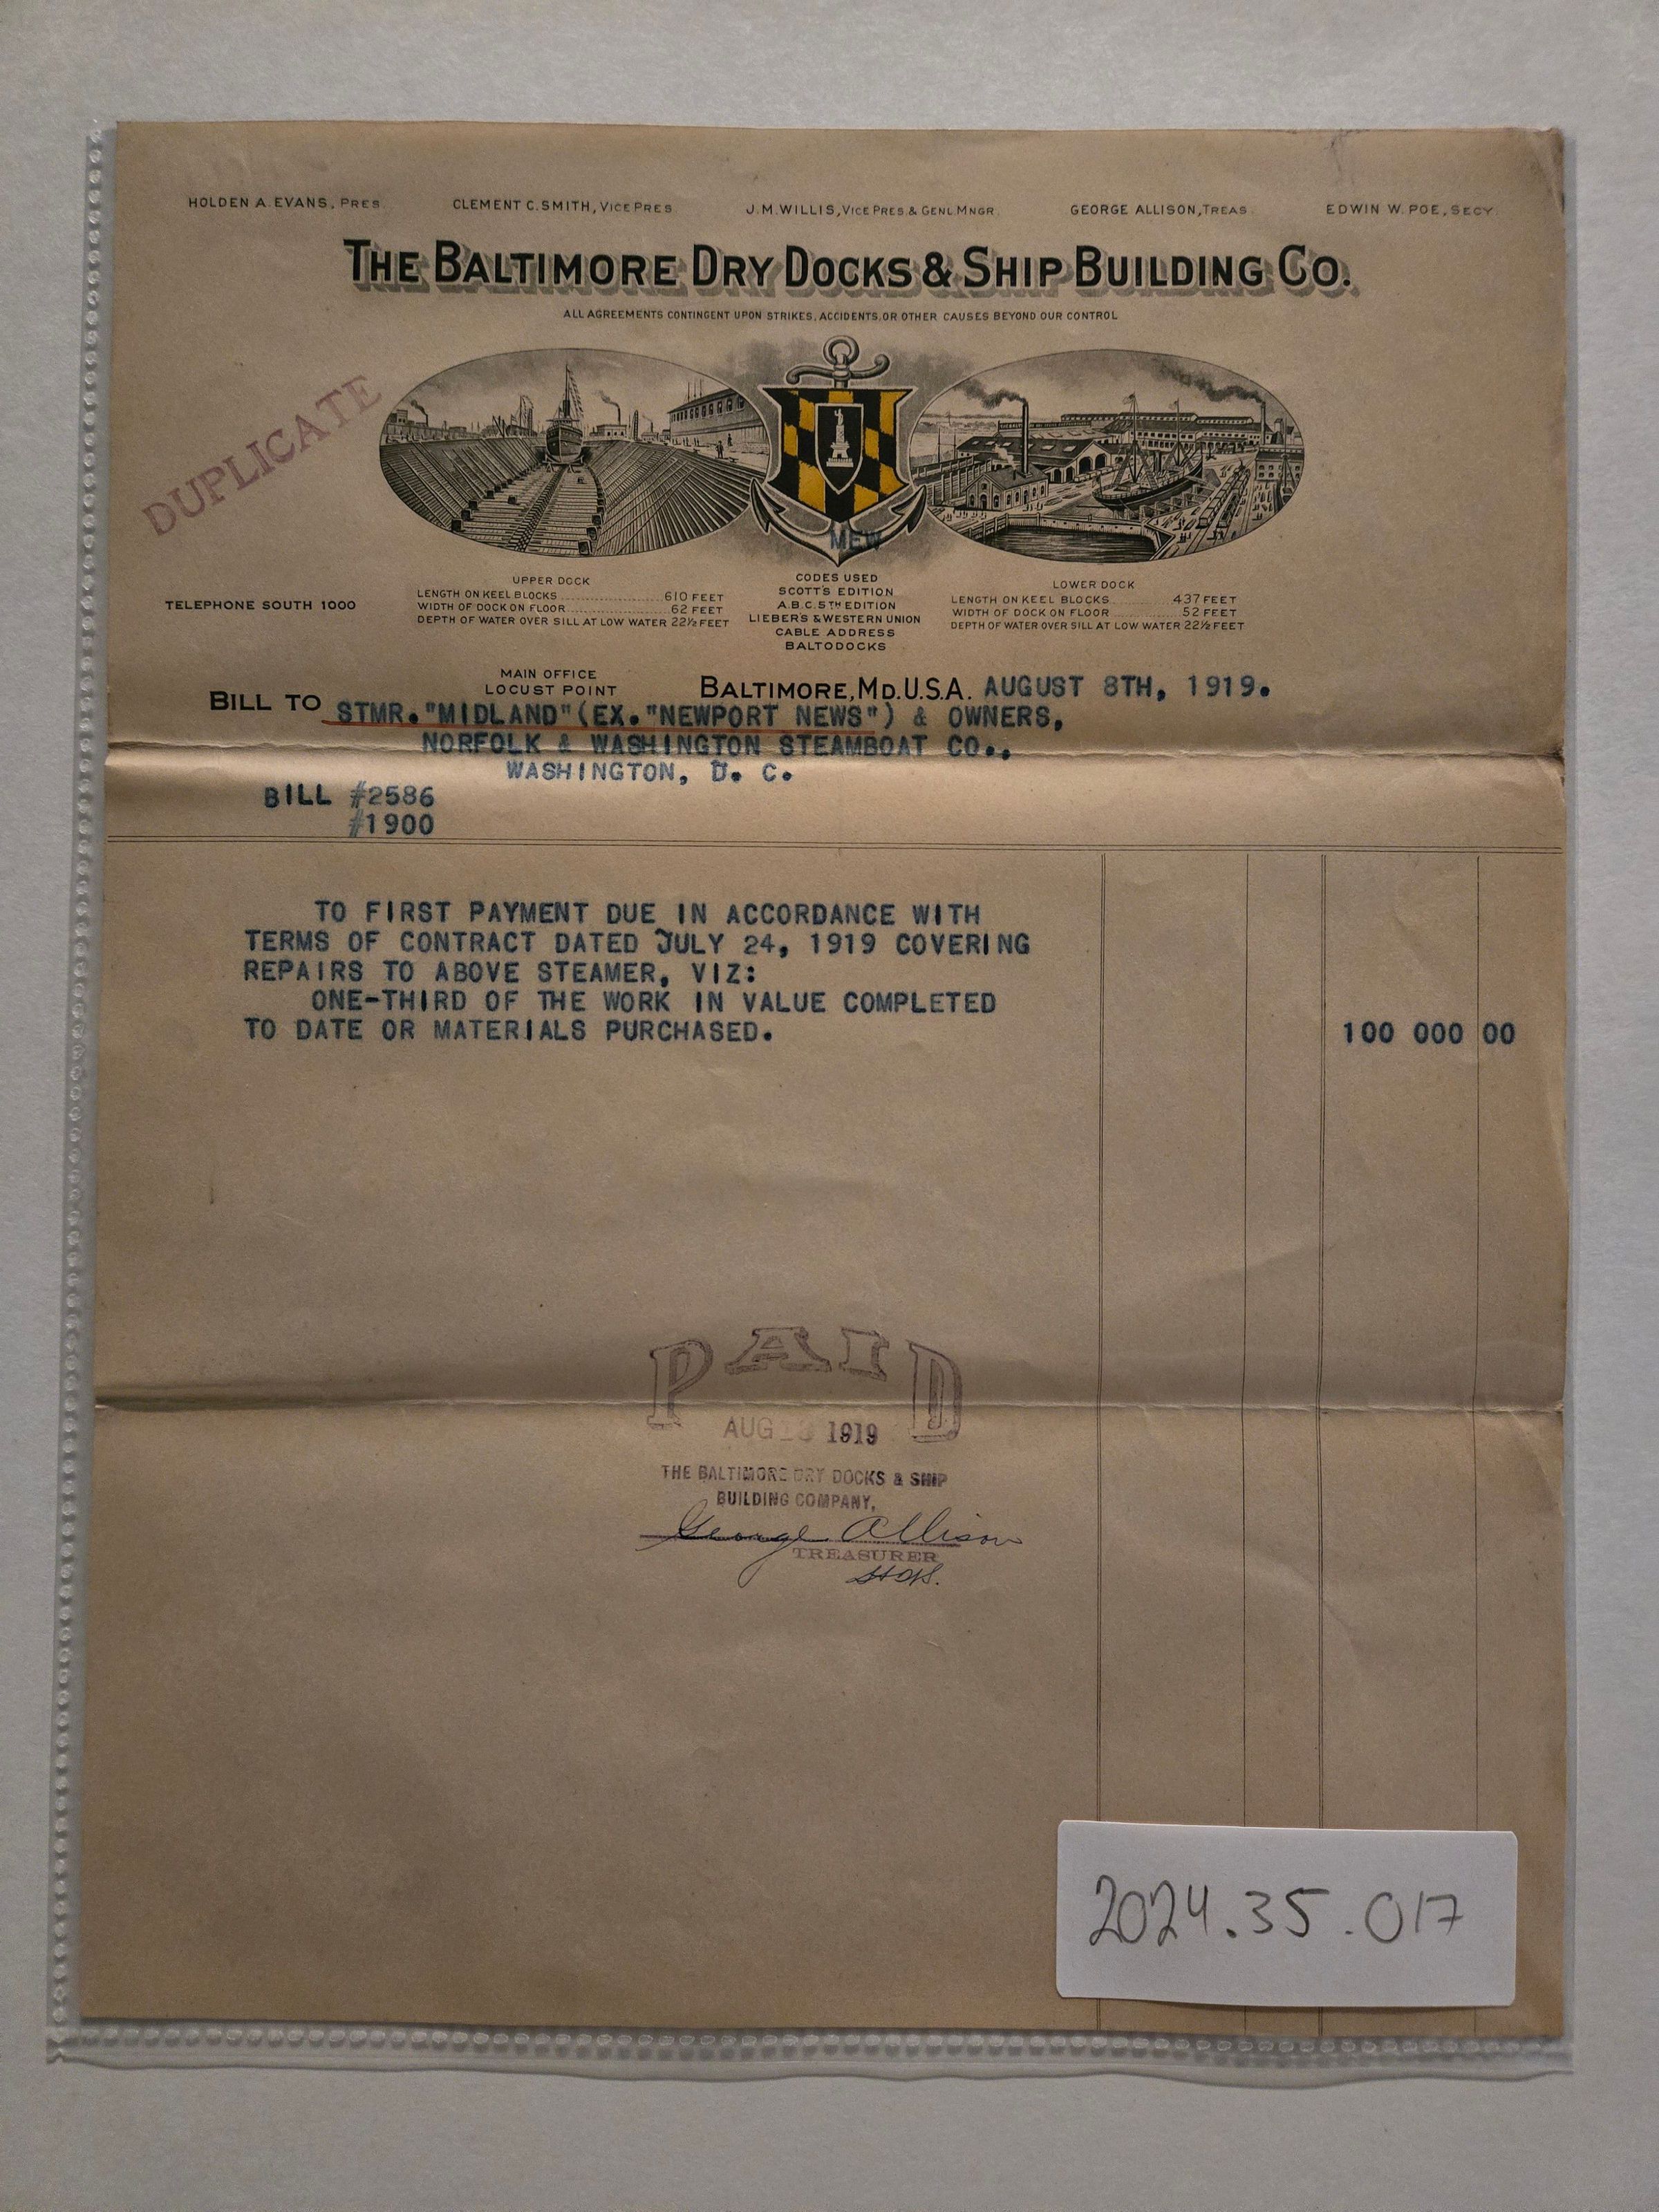 HOLDEN A. EVANS, PRES. CLEMENT C. SMITH, VICE PRES. J. M. WILLIS, VICE PRES. & GENL. MNGR. GEORGE ALLISON, TREAS. EDWIN W. POE, SECY.
THE BALTIMORE DRY DOCKS & SHIP BUILDING CO.
ALL AGREEMENTS CONTINGENT UPON STRIKES, ACCIDENTS, OR OTHER CAUSES BEYOND OUR CONTROL
DUPLICATE
MEW
TELEPHONE SOUTH 1000
UPPER DOCK
LENGTH ON KEEL BLOCKS 610 FEET
WIDTH OF DOCK ON FLOOR 62 FEET
DEPTH OF WATER OVER SILL AT LOW WATER 22½ FEET
CODES USED
SCOTT'S EDITION
A.B.C. 5TH EDITION
LIEBER'S & WESTERN UNION
CABLE ADDRESS
BALTODOCKS
LOWER DOCK
LENGTH ON KEEL BLOCKS 437 FEET
WIDTH OF DOCK ON FLOOR 52 FEET
DEPTH OF WATER OVER SILL AT LOW WATER 22½ FEET
MAIN OFFICE
LOCUST POINT
BALTIMORE, MD. U.S.A. AUGUST 8TH, 1919.
BILL TO STMR. "MIDLAND" (EX. "NEWPORT NEWS") & OWNERS,
NORFOLK & WASHINGTON STEAMBOAT CO.,
WASHINGTON, D. C.
BILL #2586
#1900
TO FIRST PAYMENT DUE IN ACCORDANCE WITH
TERMS OF CONTRACT DATED JULY 24, 1919 COVERING
REPAIRS TO ABOVE STEAMER, VIZ:
ONE-THIRD OF THE WORK IN VALUE COMPLETED
TO DATE OR MATERIALS PURCHASED. 100 000 00
PAID
AUG 1919
THE BALTIMORE DRY DOCKS & SHIP
BUILDING COMPANY,
George Allison
TREASURER
2024.35.017